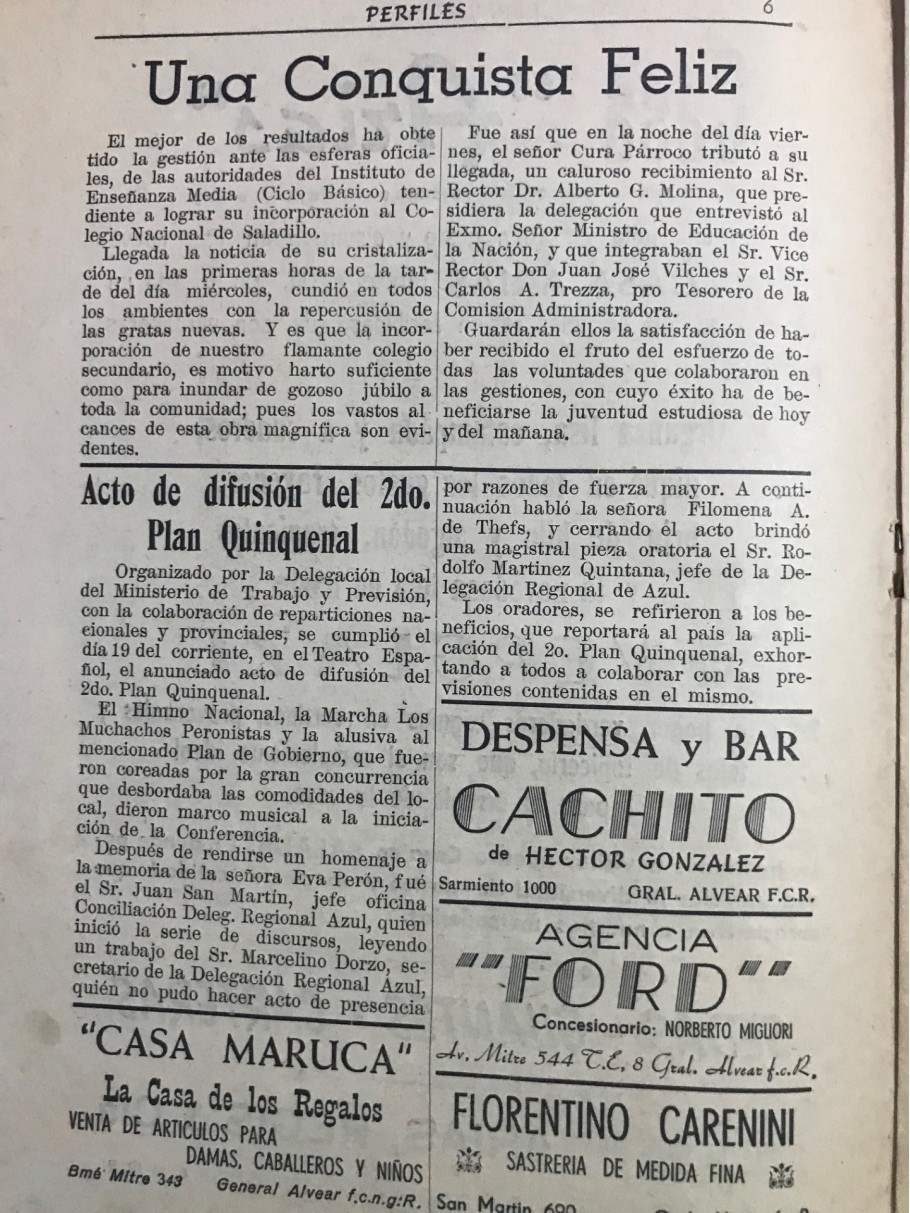 PERFILES
6
Una Conquista Feliz
El mejor de los resultados ha obte
tido la gestión ante las esferas oficia-
les, de las autoridades del Instituto de
Enseñanza Media (Ciclo Básico) ten-
diente a lograr su incorporación al Co-
legio Nacional de Saladillo.
Llegada la noticia de su cristaliza-
ción, en las primeras horas de la tar-
de del día miércoles, cundió en todos
los ambientes con la repercusión de
las gratas nuevas. Y es que la incor-
poración de nuestro flamante colegio
secundario, es motivo harto suficiente
como para inundar de gozoso júbilo a
toda la comunidad; pues los vastos al
cances de esta obra magnífica son evi-
dentes.
Fue así que en la noche del día vier-
nes, el señor Cura Párroco tributó a su
llegada, un caluroso recibimiento al Sr.
Rector Dr. Alberto G. Molina, que pre-
sidiera la delegación que entrevistó al
Exmo. Señor Ministro de Educación de
la Nación, y que integraban el Sr. Vice
Rector Don Juan José Vilches y el Sr.
Carlos A. Trezza, pro Tesorero de la
Comision Administradora.
Guardarán ellos la satisfacción de ha-
ber recibido el fruto del esfuerzo de to-
das las voluntades que colaboraron en
las gestiones, con cuyo éxito ha de be-
neficiarse la juventud estudiosa de hoy
y del mañana.
Acto de difusión del 2do.
Plan Quinquenal
Organizado por la Delegación local
del Ministerio de Trabajo y Previsión,
con la colaboración de reparticiones na-
cionales y provinciales, se cumplió el
día 19 del corriente, en el Teatro Espa-
ñol, el anunciado acto de difusión del
2do. Plan Quinquenal.
El Himno Nacional, la Marcha Los
Muchachos Peronistas y la alusiva al
mencionado Plan de Gobierno, que fue-
ron coreadas por la gran concurrencia
que desbordaba las comodidades del lo-
cal, dieron marco musical a la inicia-
ción de la Conferencia.
Después de rendirse un homenaje a
la memoria de la señora Eva Perón, fué
el Sr. Juan San Martín, jefe oficina
Conciliación Deleg. Regional Azul, quien
inició la serie de discursos, leyendo
un trabajo del Sr. Marcelino Dorzo, se-
cretario de la Delegación Regional Azul,
quién no pudo hacer acto de presencia
por razones de fuerza mayor. A conti-
nuación habló la señora Filomena A.
de Thefs, y cerrando el acto brindó
una magistral pieza oratoria el Sr. Ro-
dolfo Martinez Quintana, jefe de la De-
legación Regional de Azul.
Los oradores, se refirieron a los be-
neficios, que reportará al país la apli-
cación del 2o. Plan Quinquenal, exhor-
tando a todos a colaborar con las pre-
visiones contenidas en el mismo.
"CASA MARUCA"
La Casa de los Regalos
VENTA DE ARTICULOS PARA
DAMAS, CABALLEROS Y NIÑOS
Bmé Mitre 343 General Alvear f.c.n.g.R.
DESPENSA y BAR
CACHITO
de HECTOR GONZALEZ
Sarmiento 1000 GRAL. ALVEAR F.C.R.
AGENCIA
""FORD""
Concesionario: NORBERTO MIGLIORI
Av. Mitre 544 T.E. 8 Gral. Alvear f.c.R.
FLORENTINO CARENINI
SASTRERIA DE MEDIDA FINA
San Martin 690